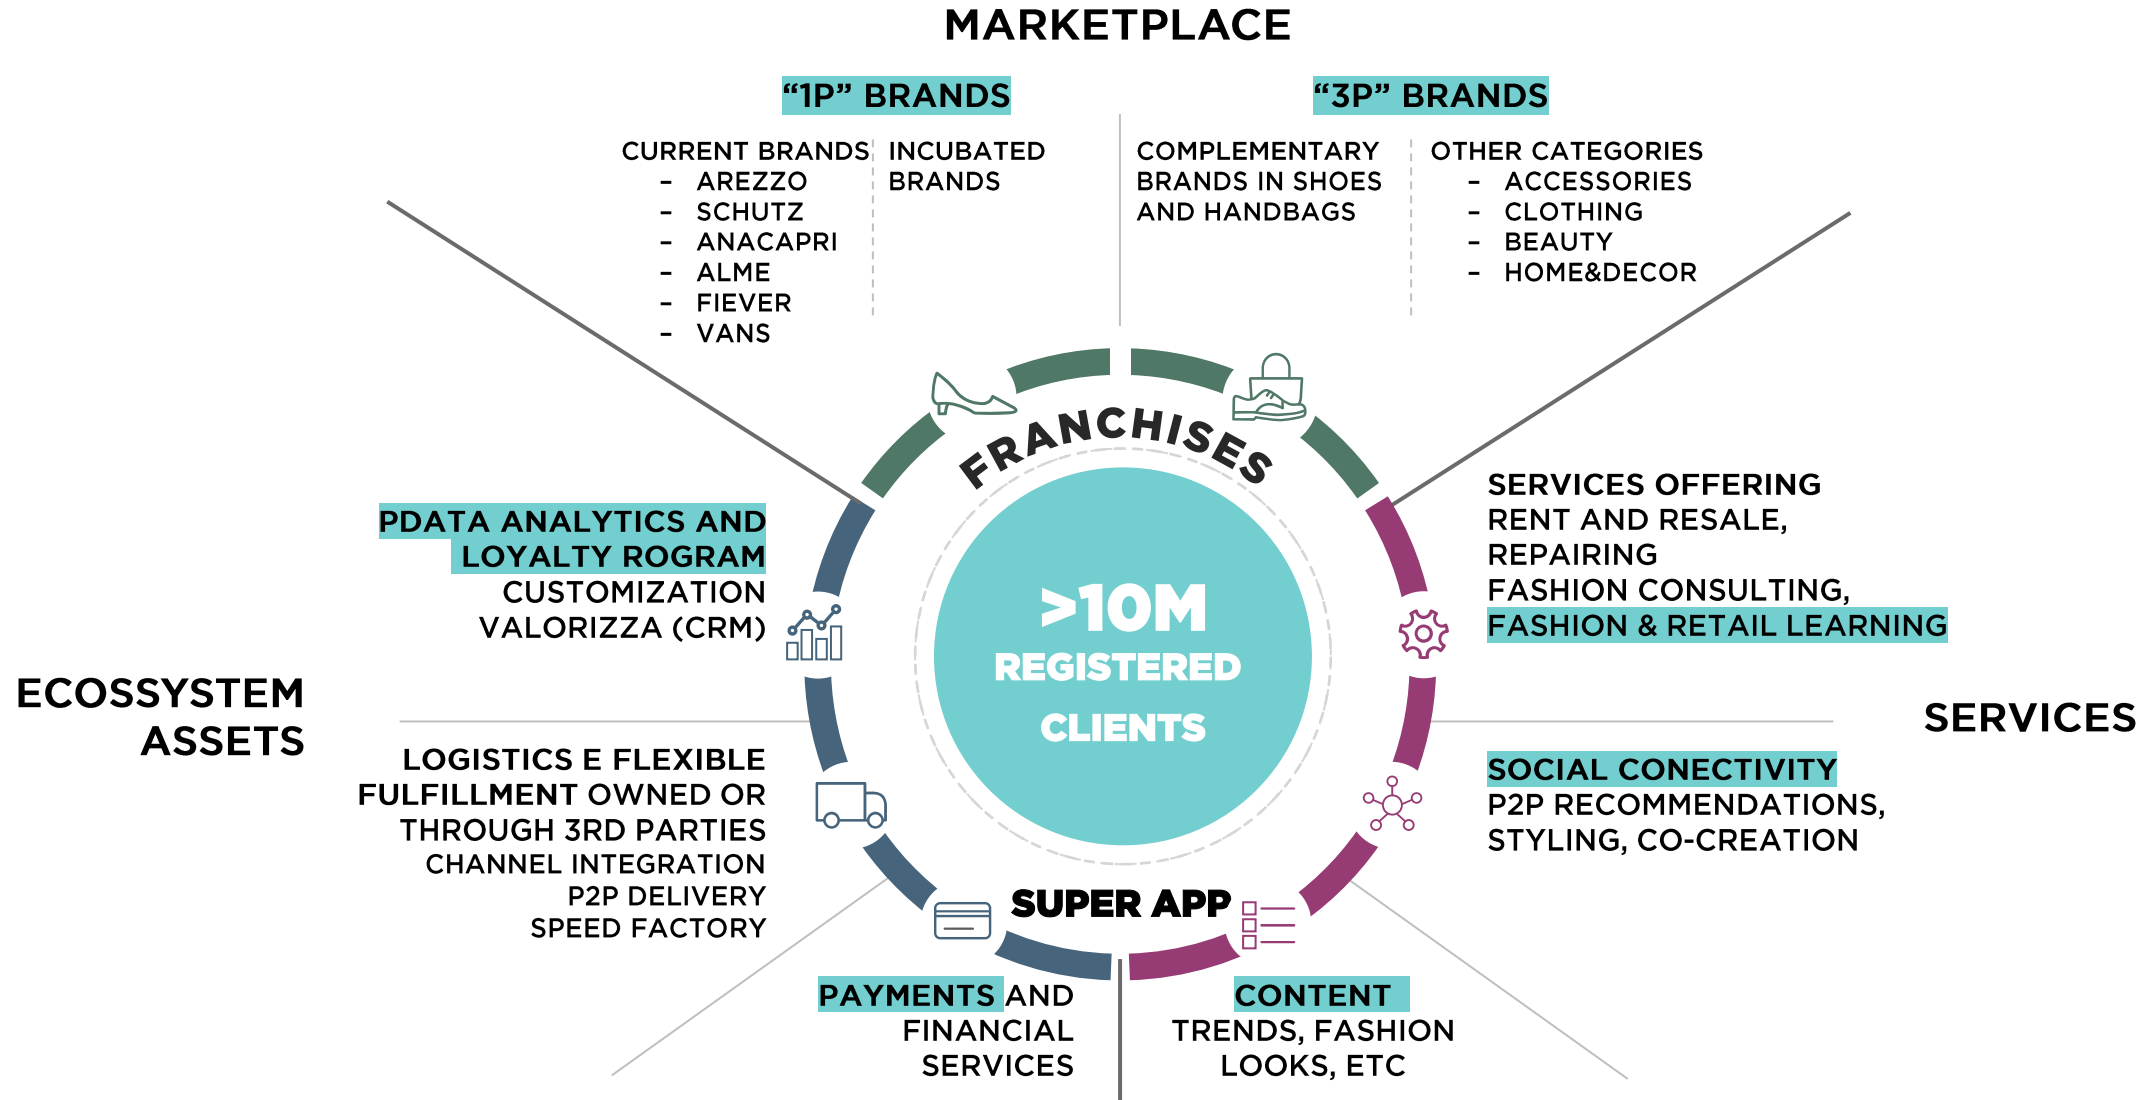 MARKETPLACE
“1P” BRANDS
“3P” BRANDS
CURRENT BRANDS
- AREZZO
- SCHUTZ
- ANACAPRI
- ALME
- FIEVER
- VANS
INCUBATED
BRANDS
COMPLEMENTARY
BRANDS IN SHOES
AND HANDBAGS
OTHER CATEGORIES
- ACCESSORIES
- CLOTHING
- BEAUTY
- HOME&DECOR
FRANCHISES
>10M
REGISTERED
CLIENTS
SUPER APP
ECOSSYSTEM
ASSETS
PDATA ANALYTICS AND
LOYALTY ROGRAM
CUSTOMIZATION
VALORIZZA (CRM)
LOGISTICS E FLEXIBLE
FULFILLMENT OWNED OR
THROUGH 3RD PARTIES
CHANNEL INTEGRATION
P2P DELIVERY
SPEED FACTORY
PAYMENTS AND
FINANCIAL
SERVICES
SERVICES
SERVICES OFFERING
RENT AND RESALE,
REPAIRING
FASHION CONSULTING,
FASHION & RETAIL LEARNING
SOCIAL CONECTIVITY
P2P RECOMMENDATIONS,
STYLING, CO-CREATION
CONTENT
TRENDS, FASHION
LOOKS, ETC